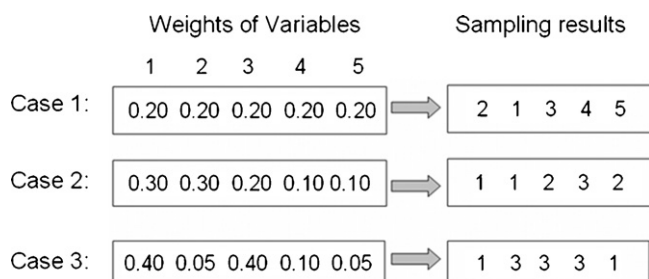 Weights of Variables Sampling results
1 2 3 4 5
Case 1: 0.20 0.20 0.20 0.20 0.20 2 1 3 4 5
Case 2: 0.30 0.30 0.20 0.10 0.10 1 1 2 3 2
Case 3: 0.40 0.05 0.40 0.10 0.05 1 3 3 3 1